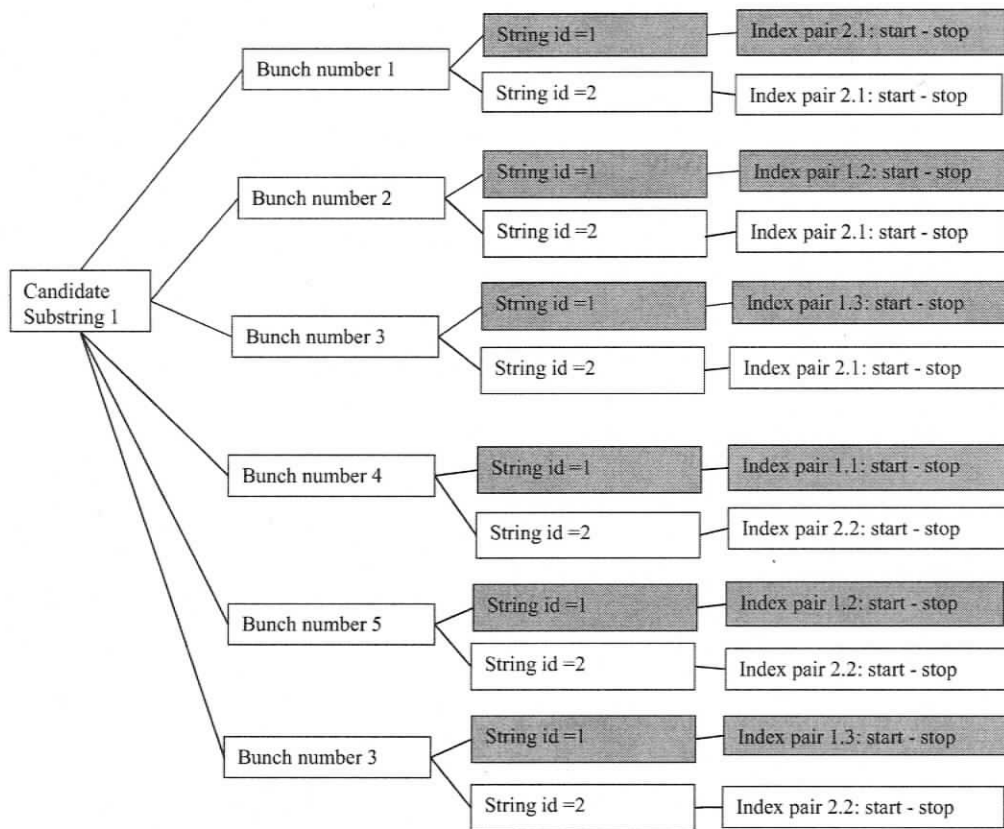 String id =1
Index pair 2.1: start - stop
Bunch number 1
String id =2
Index pair 2.1: start - stop
String id =1
Index pair 1.2: start - stop
Bunch number 2
String id =2
Index pair 2.1: start - stop
Candidate
Substring 1
String id =1
Index pair 1.3: start - stop
Bunch number 3
String id =2
Index pair 2.1: start - stop
String id =1
Index pair 1.1: start - stop
Bunch number 4
String id =2
Index pair 2.2: start - stop
String id =1
Index pair 1.2: start - stop
Bunch number 5
String id =2
Index pair 2.2: start - stop
String id =1
Index pair 1.3: start - stop
Bunch number 3
String id =2
Index pair 2.2: start - stop